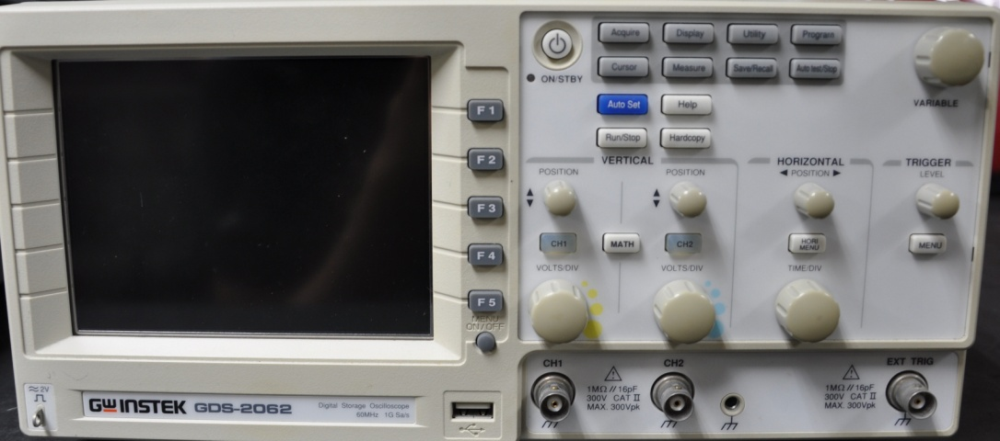 Acquire Display Utility Program
Cursor Measure Save/Recall Auto test/Stop
ON/STBY
VARIABLE
Auto Set Help
Run/Stop Hardcopy
F 1
F 2
F 3
F 4
F 5
MENU
ON/OFF
VERTICAL
HORIZONTAL
TRIGGER
POSITION POSITION ◀ POSITION ▶ LEVEL
CH1 MATH CH2 HORI
MENU MENU
VOLTS/DIV VOLTS/DIV TIME/DIV
CH1 CH2 EXT TRIG
1MΩ // 16pF
300V CAT II
MAX. 300Vpk
1MΩ // 16pF
300V CAT II
MAX. 300Vpk
≈ 2V
GWINSTEK GDS-2062
Digital Storage Oscilloscope
60MHz 1G Sa/s